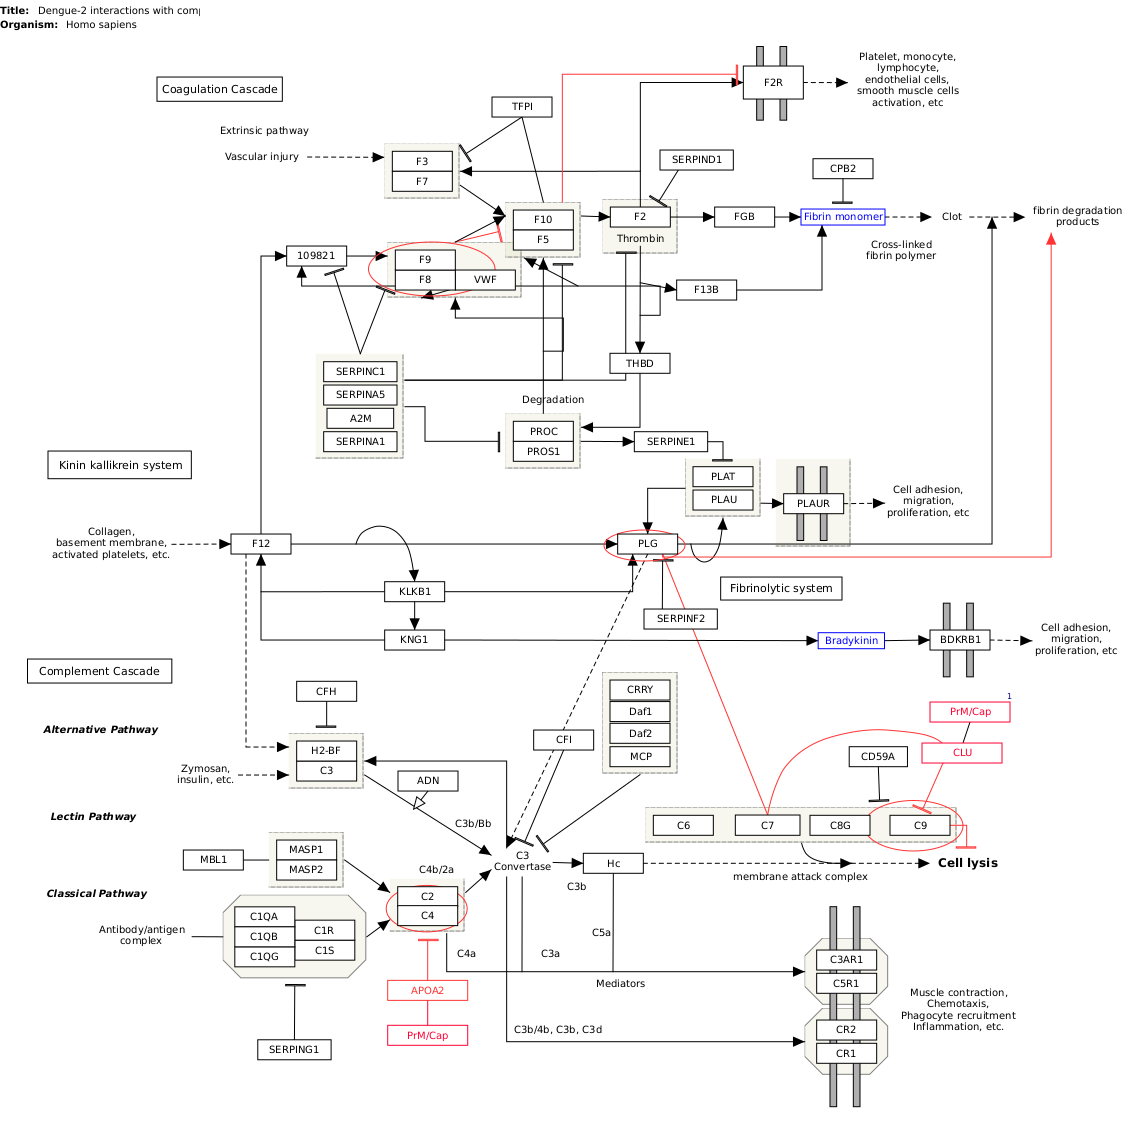 Title: Dengue-2 interactions with comp
Organism: Homo sapiens
Coagulation Cascade
Extrinsic pathway
Vascular injury
TFPI
F3
F7
F10
F5
SERPIND1
F2
Thrombin
F2R
Platelet, monocyte,
lymphocyte,
endothelial cells,
smooth muscle cells
activation, etc
CPB2
FGB
Fibrin monomer
Clot
fibrin degradation
products
Cross-linked
fibrin polymer
109821
F9
F8
VWF
F13B
THBD
SERPINC1
SERPINA5
A2M
SERPINA1
Degradation
PROC
PROS1
SERPINE1
PLAT
PLAU
PLAUR
Cell adhesion,
migration,
proliferation, etc
Kinin kallikrein system
Collagen,
basement membrane,
activated platelets, etc.
F12
PLG
KLKB1
KNG1
SERPINF2
Fibrinolytic system
Bradykinin
BDKRB1
Cell adhesion,
migration,
proliferation, etc
Complement Cascade
CFH
Alternative Pathway
H2-BF
C3
Zymosan,
insulin, etc.
ADN
C3b/Bb
CFI
CRRY
Daf1
Daf2
MCP
1
PrM/Cap
CLU
CD59A
C6
C7
C8G
C9
Lectin Pathway
MBL1
MASP1
MASP2
C4b/2a
C3
Convertase
Hc
C3b
membrane attack complex
Cell lysis
Classical Pathway
Antibody/antigen
complex
C1QA
C1QB
C1QG
C1R
C1S
C2
C4
C4a
C3a
C5a
Mediators
APOA2
PrM/Cap
SERPING1
C3b/4b, C3b, C3d
C3AR1
C5R1
CR2
CR1
Muscle contraction,
Chemotaxis,
Phagocyte recruitment
Inflammation, etc.